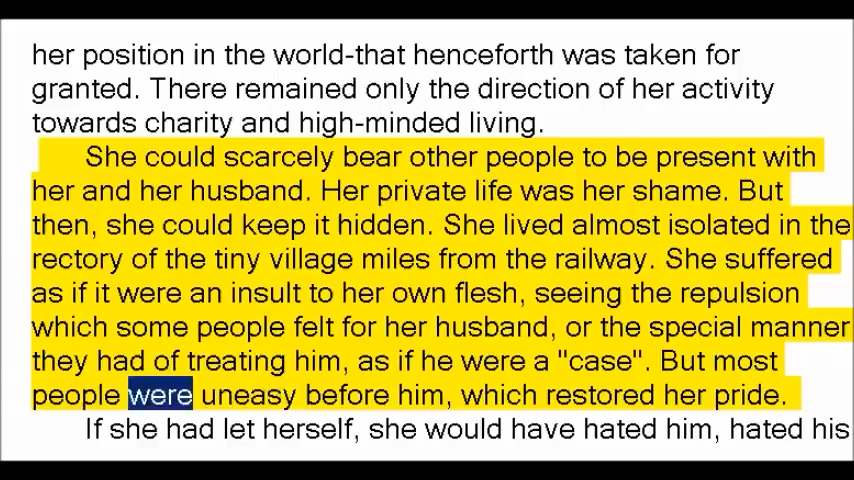 her position in the world-that henceforth was taken for
granted. There remained only the direction of her activity
towards charity and high-minded living.
She could scarcely bear other people to be present with
her and her husband. Her private life was her shame. But
then, she could keep it hidden. She lived almost isolated in the
rectory of the tiny village miles from the railway. She suffered
as if it were an insult to her own flesh, seeing the repulsion
which some people felt for her husband, or the special manner
they had of treating him, as if he were a "case". But most
people were uneasy before him, which restored her pride.
If she had let herself, she would have hated him, hated his